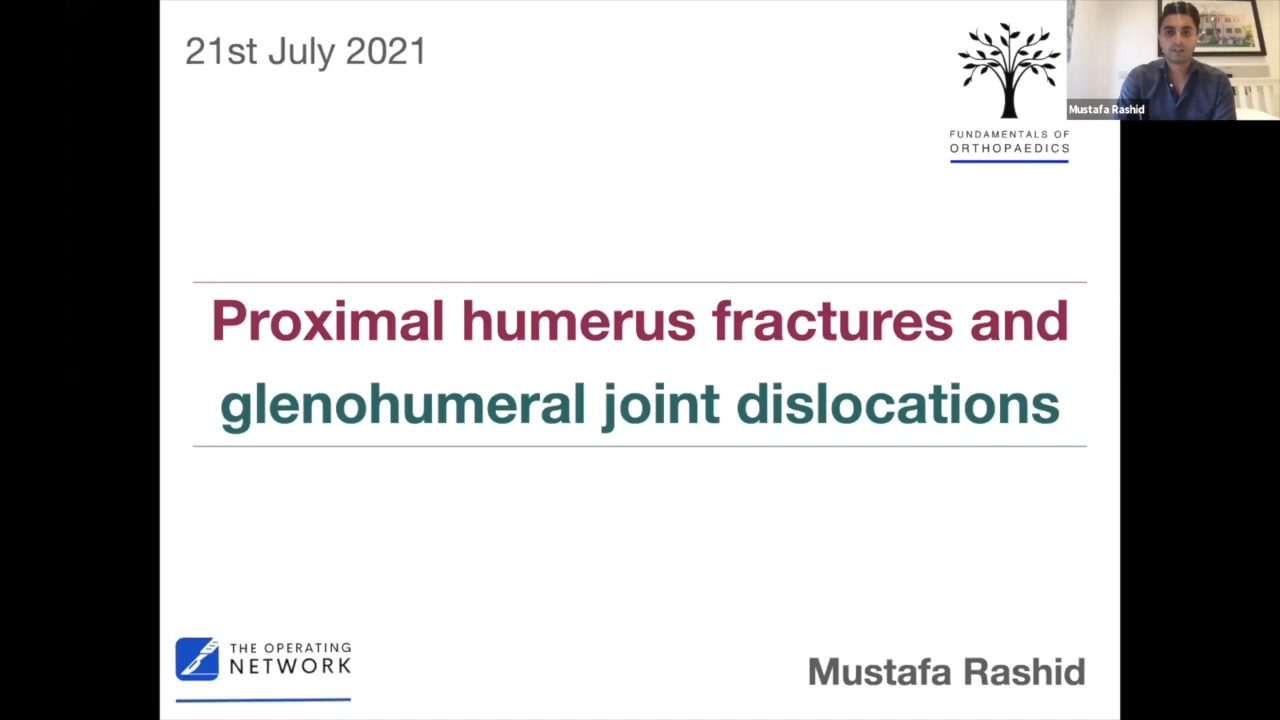 21st July 2021
FUNDAMENTALS OF
ORTHOPAEDICS
Mustafa Rashid
Proximal humerus fractures and
glenohumeral joint dislocations
THE OPERATING
NETWORK
Mustafa Rashid